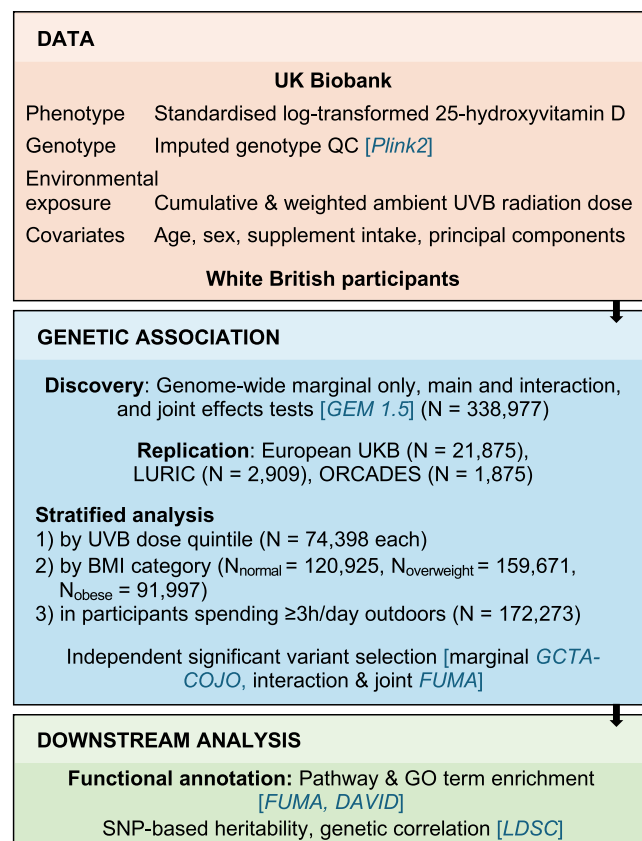 DATA
UK Biobank
Phenotype Standardised log-transformed 25-hydroxyvitamin D
Genotype Imputed genotype QC [Plink2]
Environmental
exposure Cumulative & weighted ambient UVB radiation dose
Covariates Age, sex, supplement intake, principal components
White British participants
GENETIC ASSOCIATION
Discovery: Genome-wide marginal only, main and interaction,
and joint effects tests [GEM 1.5] (N = 338,977)
Replication: European UKB (N = 21,875),
LURIC (N = 2,909), ORCADES (N = 1,875)
Stratified analysis
1) by UVB dose quintile (N = 74,398 each)
2) by BMI category (Nnormal = 120,925, Noverweight = 159,671,
Nobese = 91,997)
3) in participants spending ≥3h/day outdoors (N = 172,273)
Independent significant variant selection [marginal GCTA-
COJO, interaction & joint FUMA]
DOWNSTREAM ANALYSIS
Functional annotation: Pathway & GO term enrichment
[FUMA, DAVID]
SNP-based heritability, genetic correlation [LDSC]